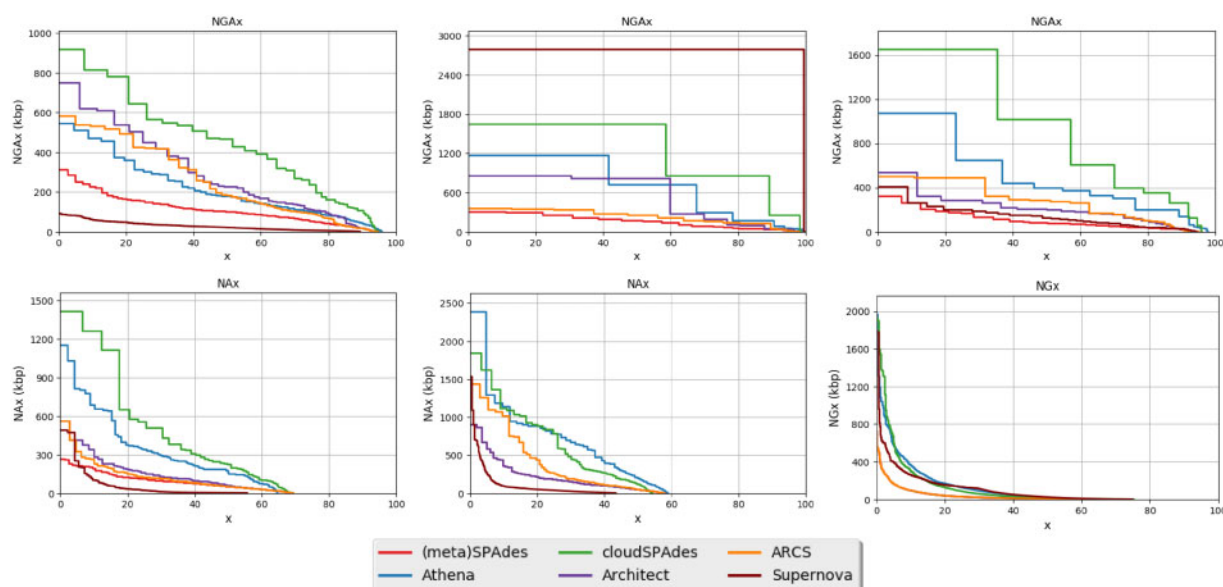 NGAx NGAx NGAx
NGAx (kbp) 1000 800 600 400 200 0
0 20 40 60 80 100
x
NGAx (kbp) 3000 2400 1800 1200 600 0
0 20 40 60 80 100
x
NGAx (kbp) 1600 1200 800 400 0
0 20 40 60 80 100
x
NAx NAx NGx
NAx (kbp) 1500 1200 900 600 300 0
0 20 40 60 80 100
x
NAx (kbp) 2500 2000 1500 1000 500 0
0 20 40 60 80 100
x
NGx (kbp) 2000 1600 1200 800 400 0
0 20 40 60 80 100
x
(meta)SPAdes cloudSPAdes ARCS
Athena Architect Supernova